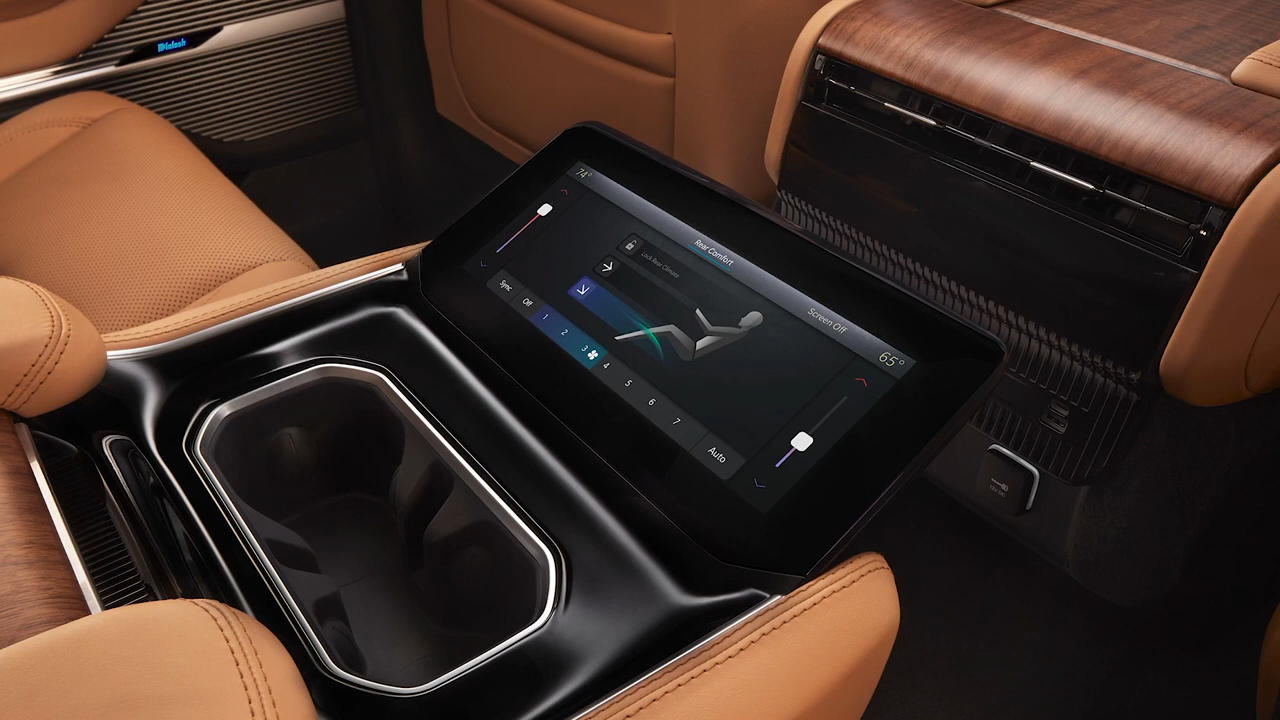 McIntosh
74°
Rear Comfort
Screen Off
65°
Lock Rear Climate
Sync
Off
1
2
3
4
5
6
7
Auto